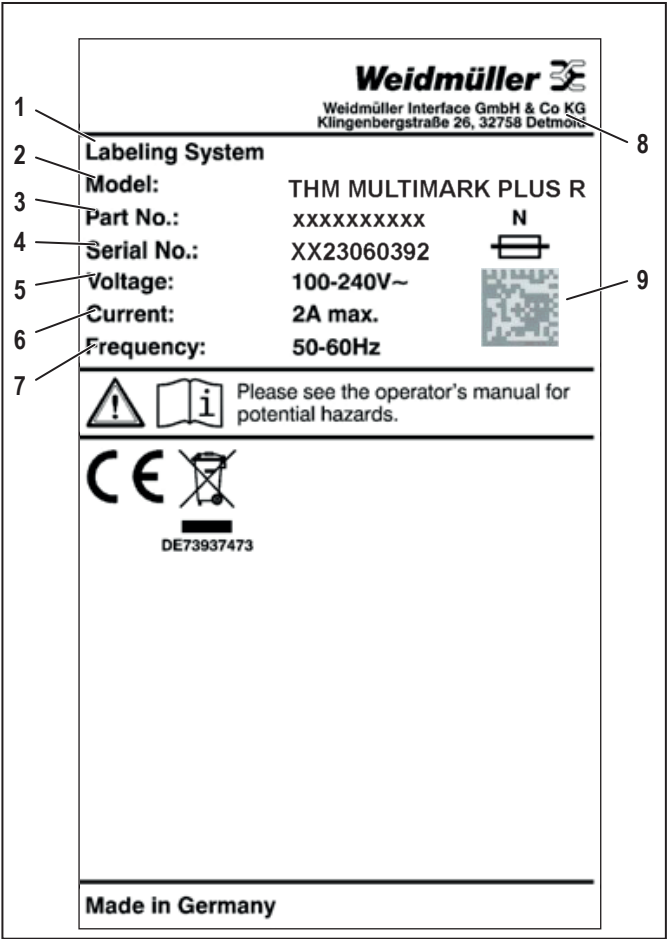 Weidmüller
Weidmüller Interface GmbH & Co KG
Klingenbergstraße 26, 32758 Detmold
1
8
Labeling System
2
Model: THM MULTIMARK PLUS R
3
Part No.: xxxxxxxxxx N
4
Serial No.: XX23060392
5
Voltage: 100-240V~
9
6
Current: 2A max.
7
Frequency: 50-60Hz
Please see the operator's manual for
potential hazards.
CE
DE73937473
Made in Germany